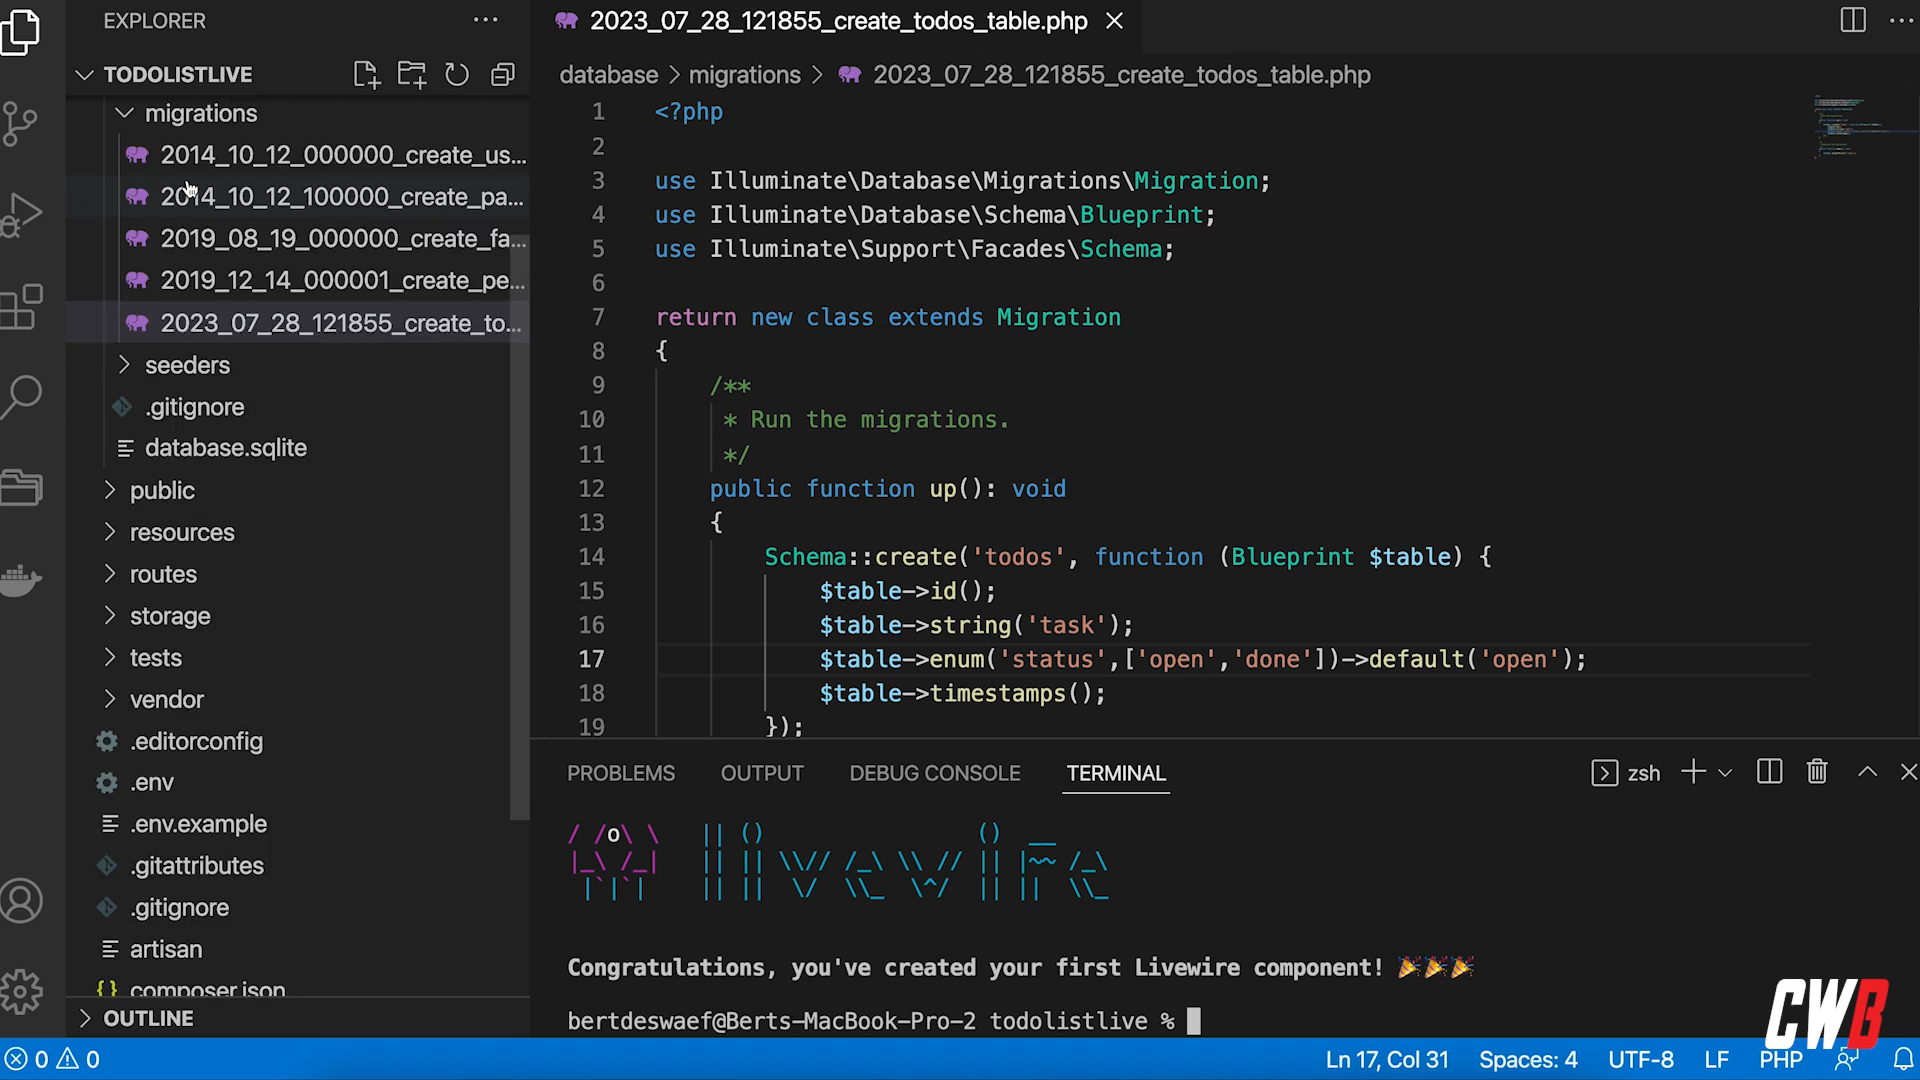 EXPLORER
TODOLISTLIVE
migrations
2014_10_12_000000_create_us...
2014_10_12_100000_create_pa...
2019_08_19_000000_create_fa...
2019_12_14_000001_create_pe...
2023_07_28_121855_create_to...
seeders
.gitignore
database.sqlite
public
resources
routes
storage
tests
vendor
.editorconfig
.env
.env.example
.gitattributes
.gitignore
artisan
composer.json
OUTLINE
2023_07_28_121855_create_todos_table.php
database > migrations > 2023_07_28_121855_create_todos_table.php
1 <?php
2
3 use Illuminate\Database\Migrations\Migration;
4 use Illuminate\Database\Schema\Blueprint;
5 use Illuminate\Support\Facades\Schema;
6
7 return new class extends Migration
8 {
9 /**
10 * Run the migrations.
11 */
12 public function up(): void
13 {
14 Schema::create('todos', function (Blueprint $table) {
15 $table->id();
16 $table->string('task');
17 $table->enum('status',['open','done'])->default('open');
18 $table->timestamps();
19 });
PROBLEMS OUTPUT DEBUG CONSOLE TERMINAL zsh
livewire
Congratulations, you've created your first Livewire component! 🎉🎉🎉
bertdeswaef@Berts-MacBook-Pro-2 todolistlive %
CWB
0 0 Ln 17, Col 31 Spaces: 4 UTF-8 LF PHP